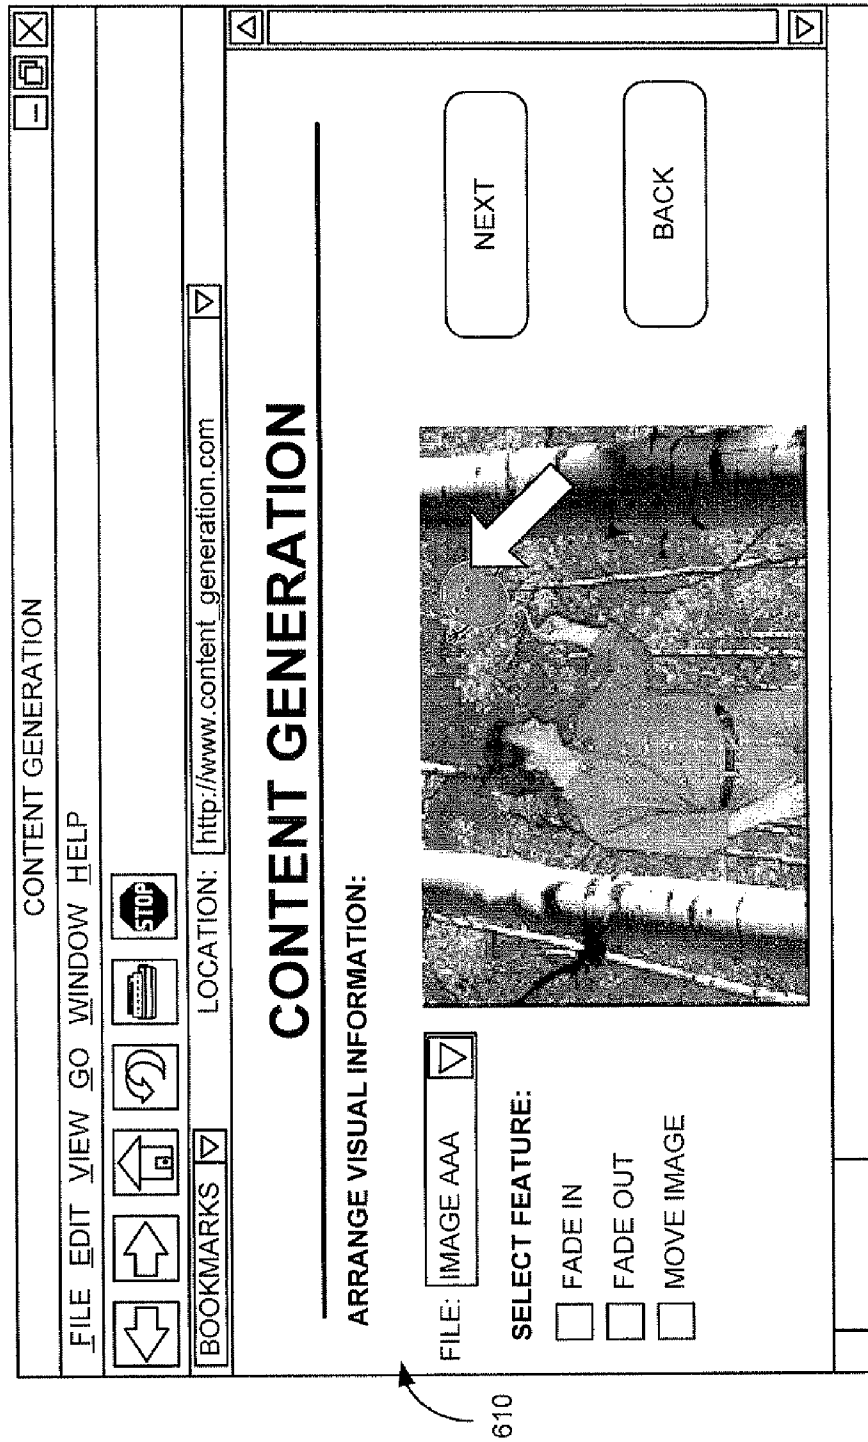 CONTENT GENERATION
FILE EDIT VIEW GO WINDOW HELP
STOP
BOOKMARKS
LOCATION: http://www.content_generation.com
CONTENT GENERATION
ARRANGE VISUAL INFORMATION:
FILE: IMAGE AAA
SELECT FEATURE:
FADE IN
FADE OUT
MOVE IMAGE
NEXT
BACK
610